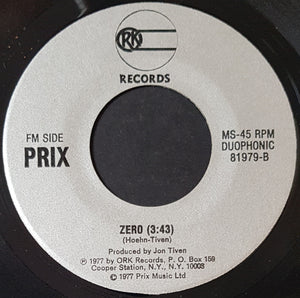 ORK
RECORDS
FM SIDE
PRIX
MS-45 RPM
DUOPHONIC
81979-B
ZERO (3:43)
(Hoehn-Tiven)
Produced by Jon Tiven
℗ 1977 by ORK Records, P. O. Box 159
Cooper Station, N.Y., N.Y. 10003
© 1977 Prix Music Ltd.